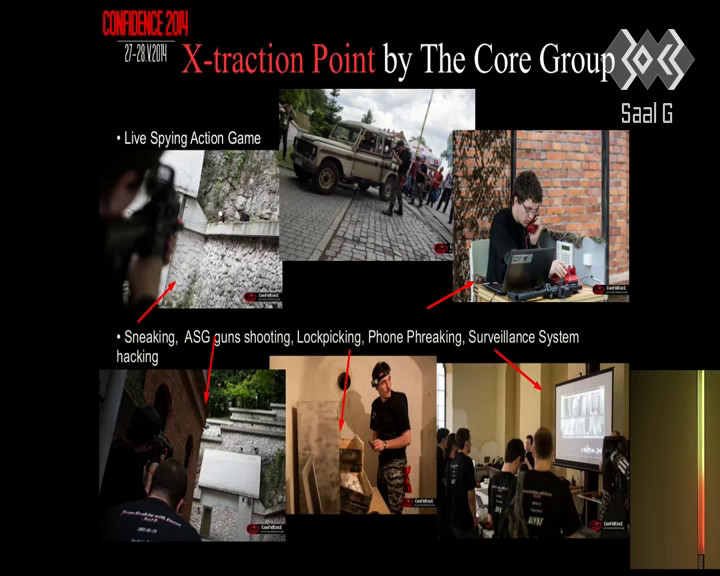 CONFIDENCE 2014
27-28.V.2014
X-traction Point by The Core Group
Saal G
• Live Spying Action Game
• Sneaking, ASG guns shooting, Lockpicking, Phone Phreaking, Surveillance System
hacking